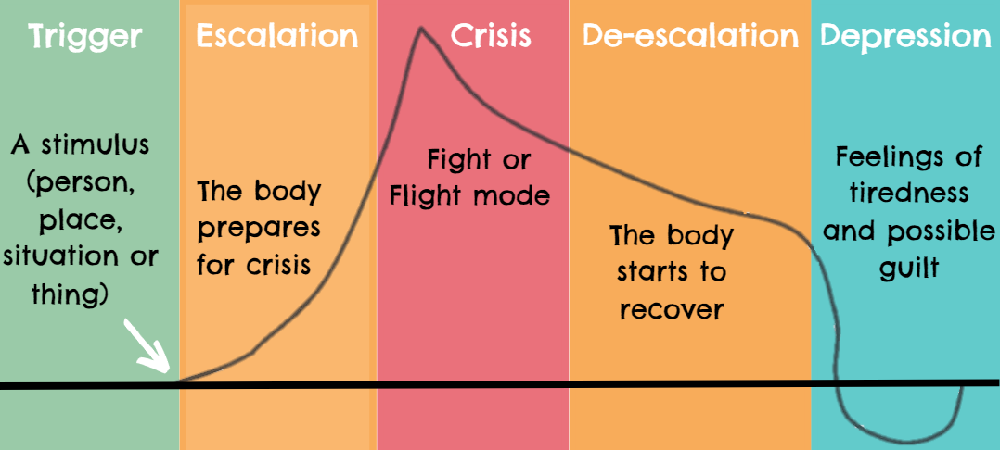 Trigger
Escalation
Crisis
De-escalation
Depression
A stimulus
(person,
place,
situation or
thing)
The body
prepares
for crisis
Fight or
Flight mode
The body
starts to
recover
Feelings of
tiredness
and possible
guilt